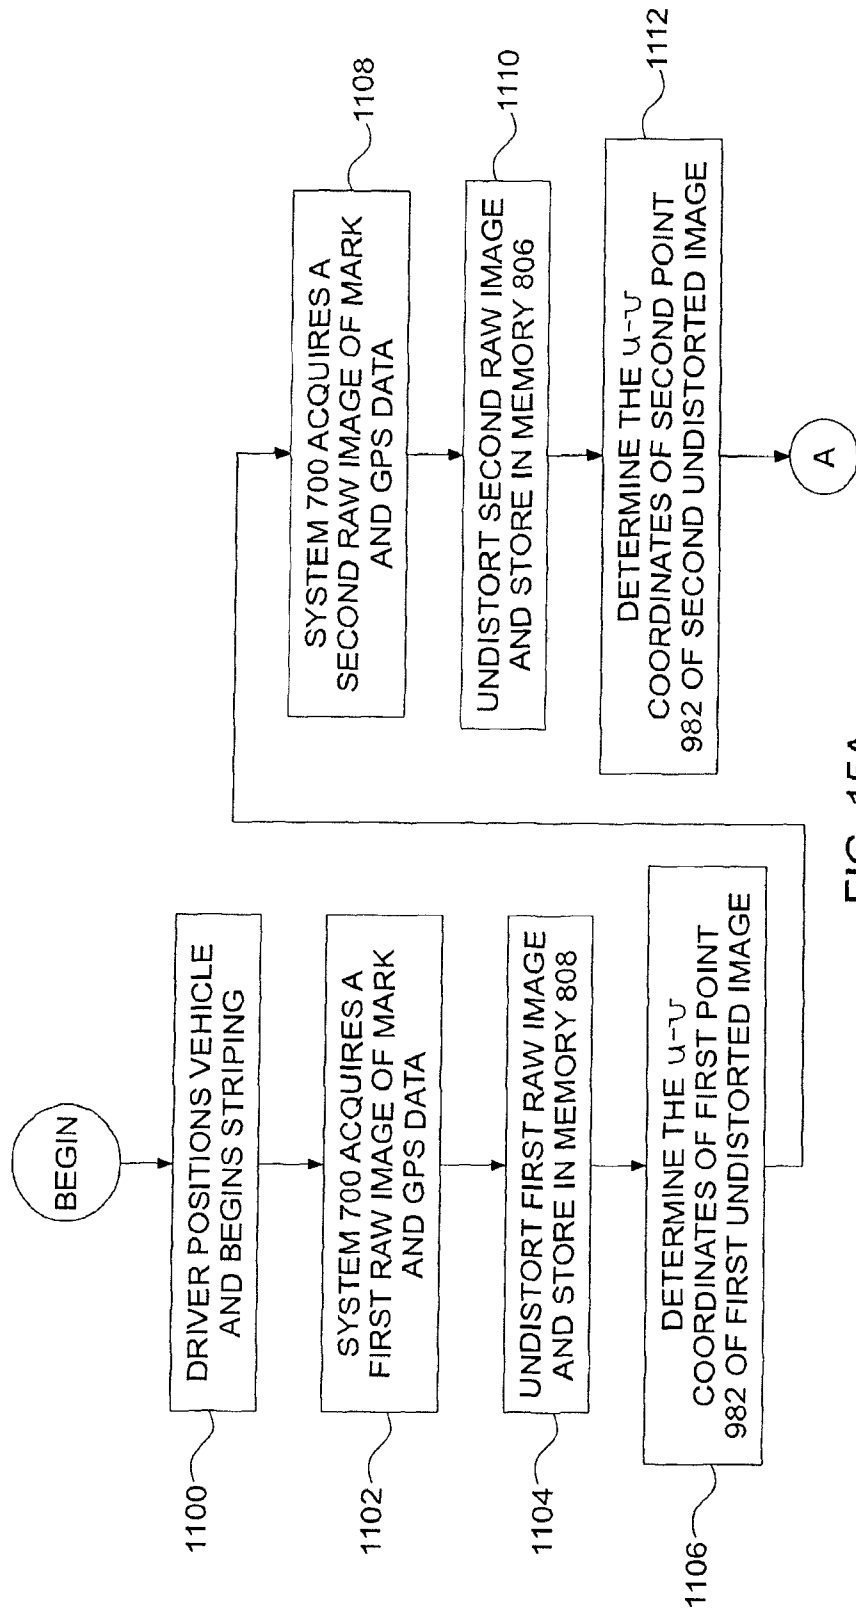 BEGIN
1100
DRIVER POSITIONS VEHICLE
AND BEGINS STRIPING
1102
SYSTEM 700 ACQUIRES A
FIRST RAW IMAGE OF MARK
AND GPS DATA
1104
UNDISTORT FIRST RAW IMAGE
AND STORE IN MEMORY 808
1106
DETERMINE THE u-v
COORDINATES OF FIRST POINT
982 OF FIRST UNDISTORTED IMAGE
1108
SYSTEM 700 ACQUIRES A
SECOND RAW IMAGE OF MARK
AND GPS DATA
1110
UNDISTORT SECOND RAW IMAGE
AND STORE IN MEMORY 806
1112
DETERMINE THE u-v
COORDINATES OF SECOND POINT
982 OF SECOND UNDISTORTED IMAGE
A
FIG. 15A